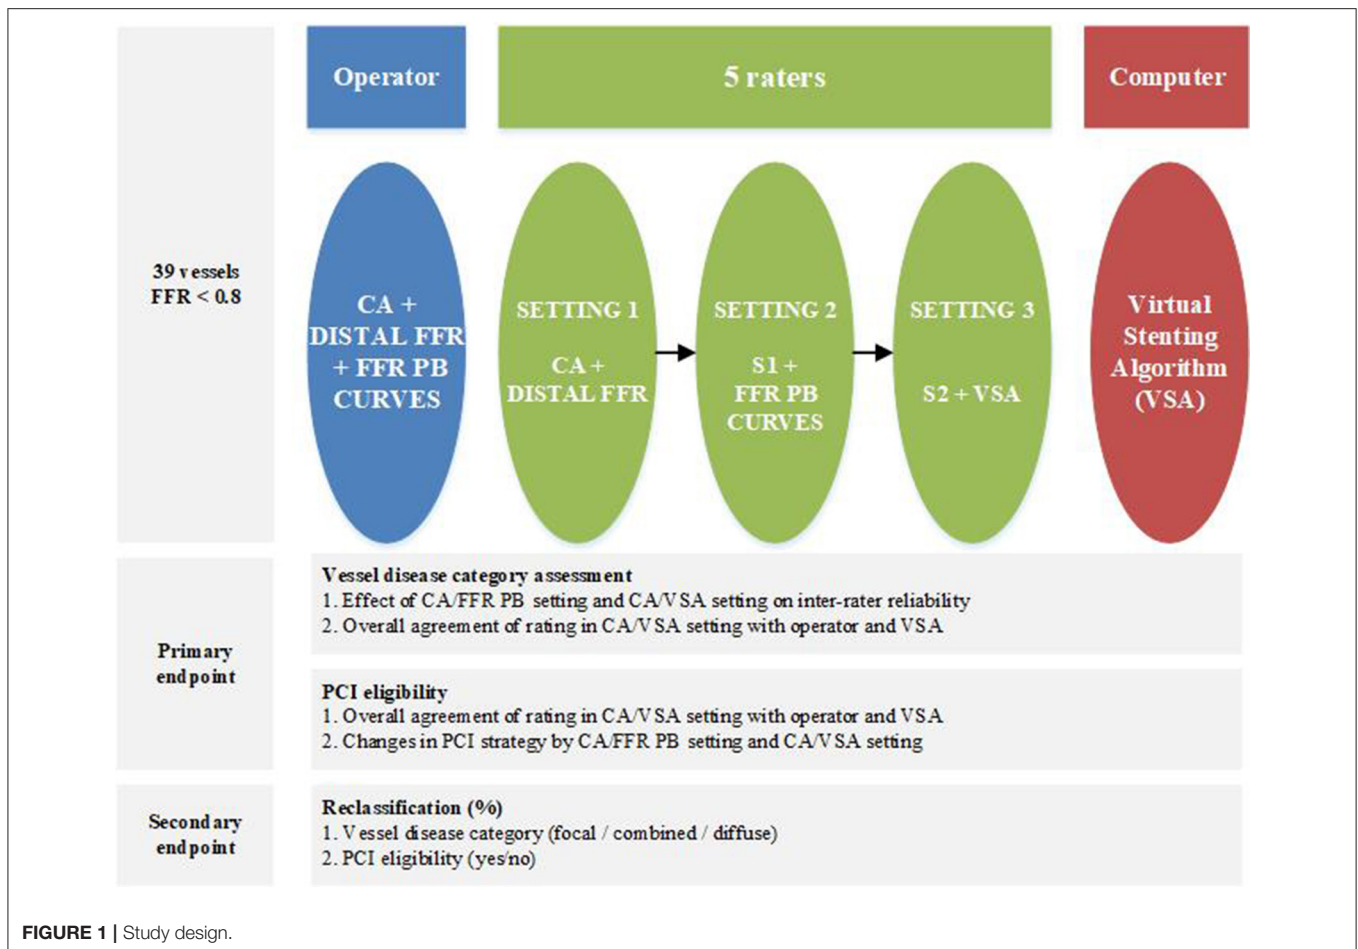 Operator
5 raters
Computer
39 vessels
FFR < 0.8
CA +
DISTAL FFR
+ FFR PB
CURVES
SETTING 1
CA +
DISTAL FFR
SETTING 2
S1 +
FFR PB
CURVES
SETTING 3
S2 + VSA
Virtual
Stenting
Algorithm
(VSA)
Primary
endpoint
Vessel disease category assessment
1. Effect of CA/FFR PB setting and CA/VSA setting on inter-rater reliability
2. Overall agreement of rating in CA/VSA setting with operator and VSA
PCI eligibility
1. Overall agreement of rating in CA/VSA setting with operator and VSA
2. Changes in PCI strategy by CA/FFR PB setting and CA/VSA setting
Secondary
endpoint
Reclassification (%)
1. Vessel disease category (focal / combined / diffuse)
2. PCI eligibility (yes/no)
FIGURE 1 | Study design.